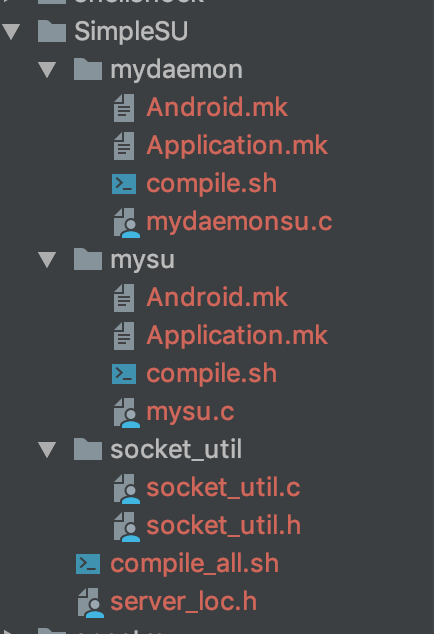 SimpleSU
mydaemon
Android.mk
Application.mk
compile.sh
mydaemonsu.c
mysu
Android.mk
Application.mk
compile.sh
mysu.c
socket_util
socket_util.c
socket_util.h
compile_all.sh
server_loc.h